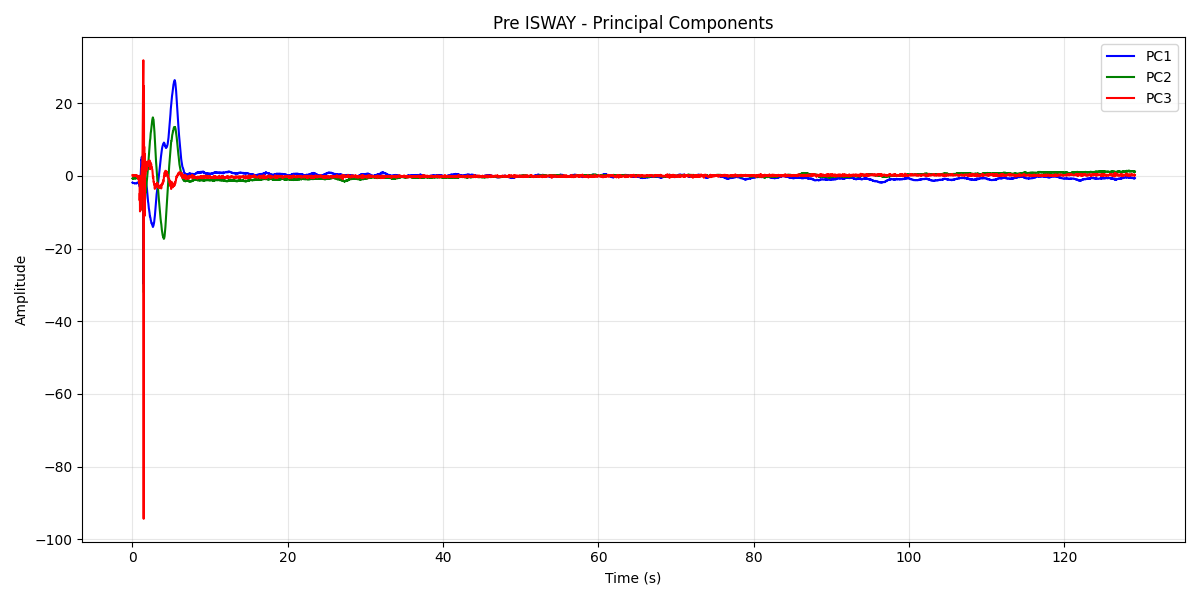 Pre ISWAY - Principal Components
PC1
PC2
PC3
Amplitude
20
0
−20
−40
−60
−80
−100
0 20 40 60 80 100 120
Time (s)